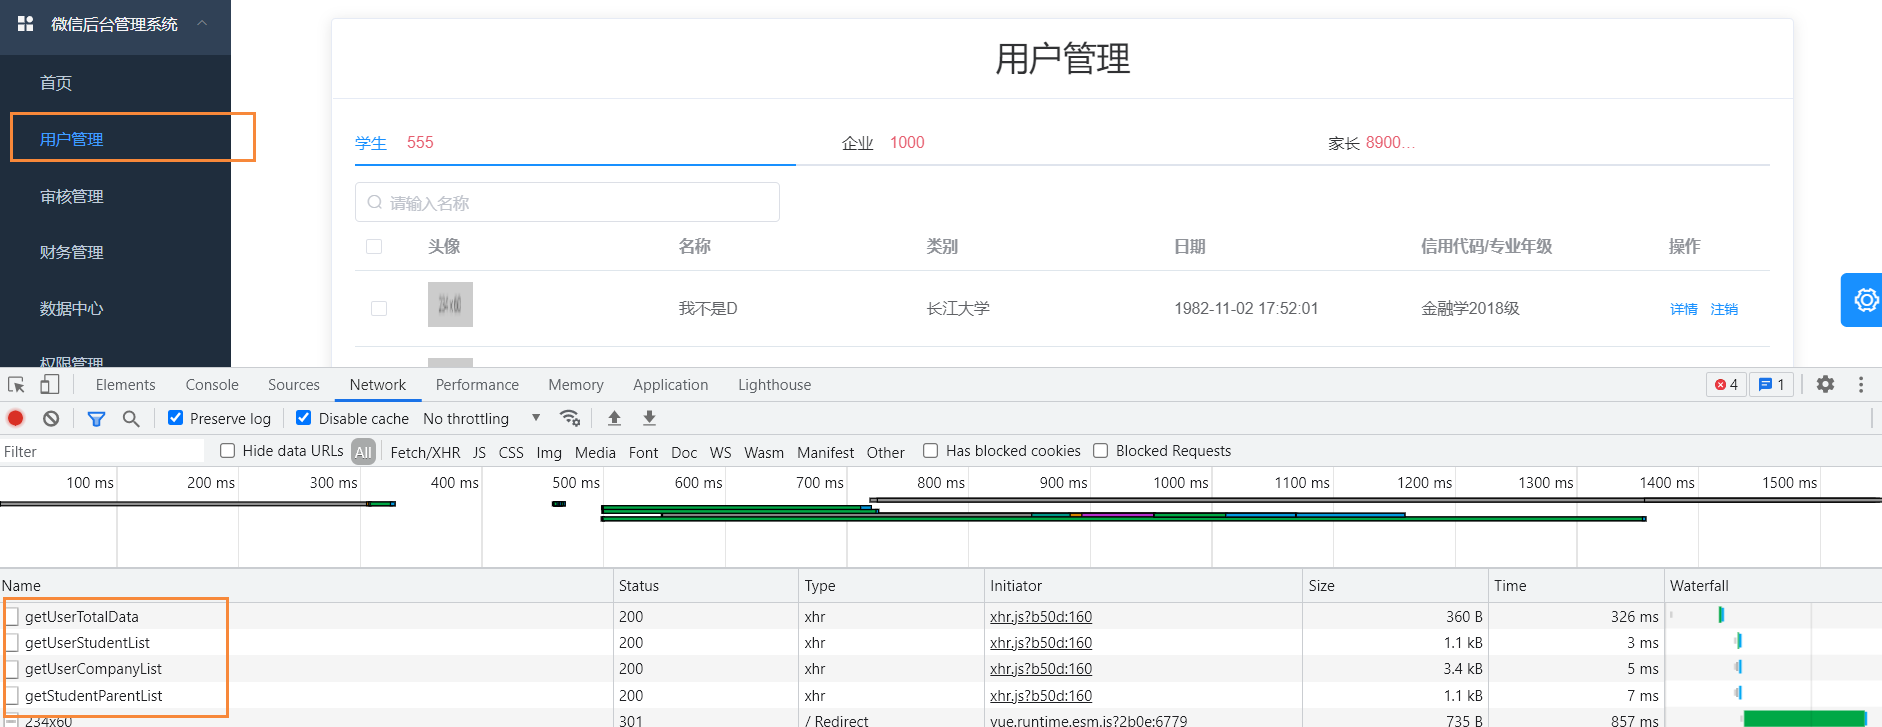 微信后台管理系统
首页
用户管理
审核管理
财务管理
数据中心
权限管理
用户管理
学生 555 企业 1000 家长 8900...
请输入名称
头像 名称 类别 日期 信用代码/专业年级 操作
234x60 我不是D 长江大学 1982-11-02 17:52:01 金融学2018级 详情 注销
Elements Console Sources Network Performance Memory Application Lighthouse 4 1
Preserve log Disable cache No throttling
Filter Hide data URLs All Fetch/XHR JS CSS Img Media Font Doc WS Wasm Manifest Other Has blocked cookies Blocked Requests
100 ms 200 ms 300 ms 400 ms 500 ms 600 ms 700 ms 800 ms 900 ms 1000 ms 1100 ms 1200 ms 1300 ms 1400 ms 1500 ms
Name Status Type Initiator Size Time Waterfall
getUserTotalData 200 xhr xhr.js?b50d:160 360 B 326 ms
getUserStudentList 200 xhr xhr.js?b50d:160 1.1 kB 3 ms
getUserCompanyList 200 xhr xhr.js?b50d:160 3.4 kB 5 ms
getStudentParentList 200 xhr xhr.js?b50d:160 1.1 kB 7 ms
234x60 301 / Redirect vue.runtime.esm.js?2b0e:6779 735 B 857 ms